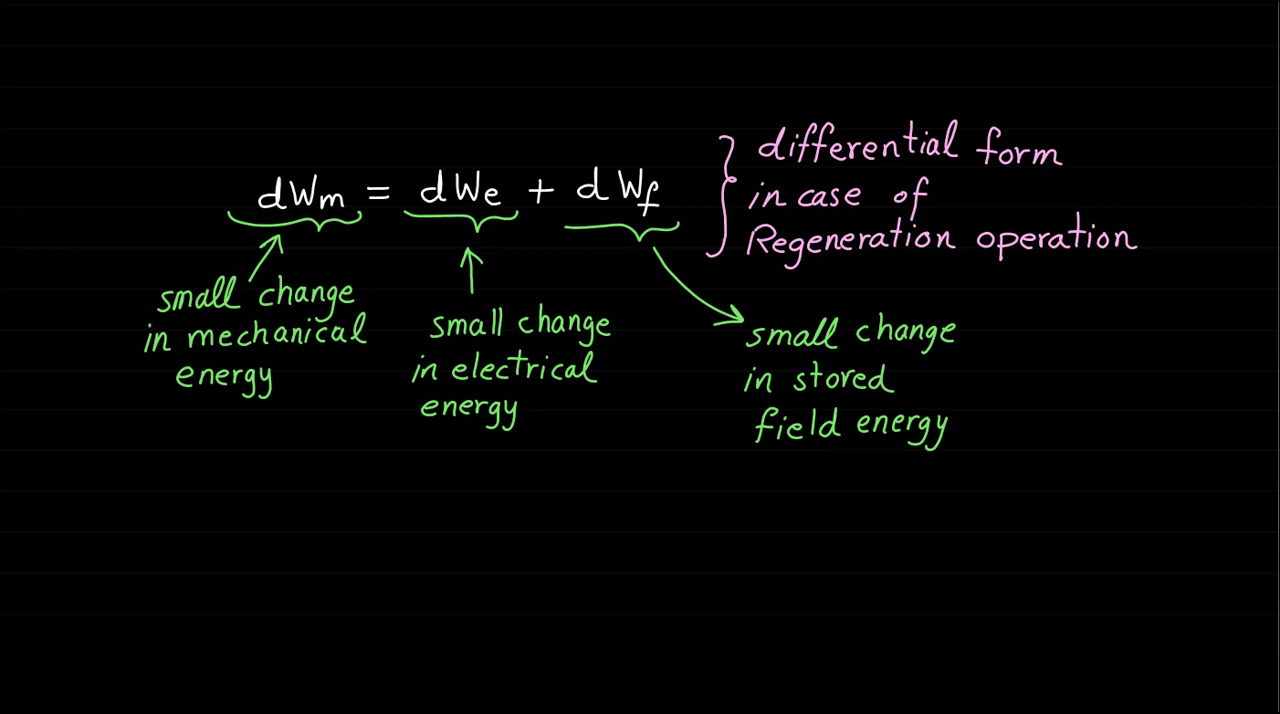 dWm = dWe + dWf
differential form
in case of
Regeneration operation
small change
in mechanical
energy
small change
in electrical
energy
small change
in stored
field energy